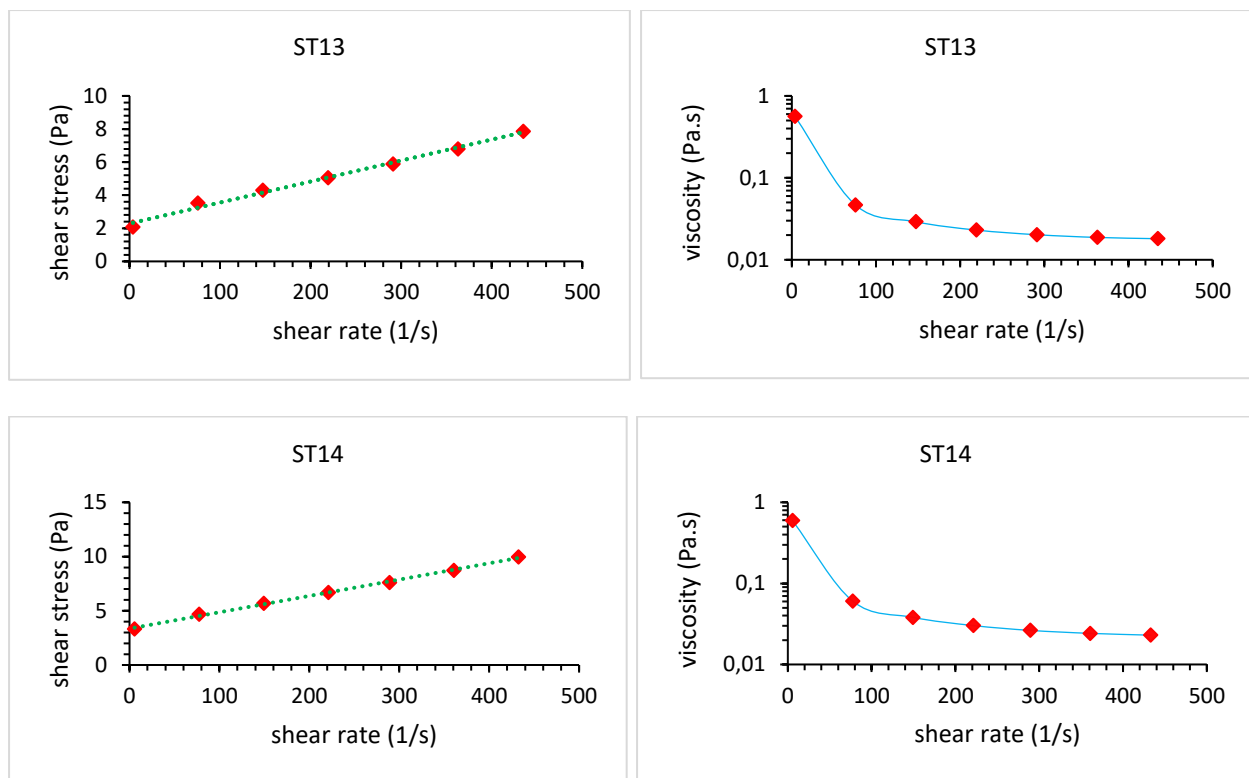 ST13
shear stress (Pa)
10
8
6
4
2
0
0 100 200 300 400 500
shear rate (1/s)
ST13
viscosity (Pa.s)
1
0,1
0,01
0 100 200 300 400 500
shear rate (1/s)
ST14
shear stress (Pa)
15
10
5
0
0 100 200 300 400 500
shear rate (1/s)
ST14
viscosity (Pa.s)
1
0,1
0,01
0 100 200 300 400 500
shear rate (1/s)